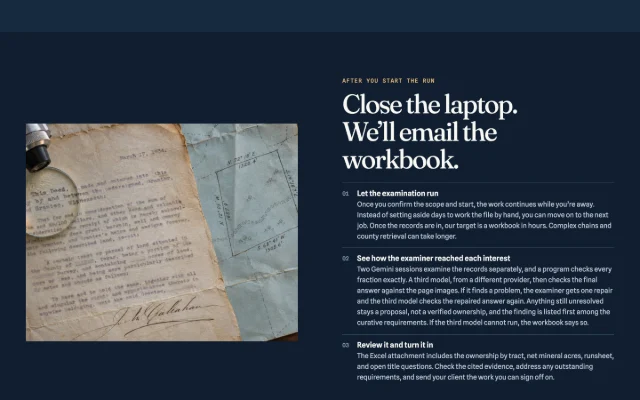 AFTER YOU START THE RUN
Close the laptop.
We'll email the
workbook.
01 Let the examination run
Once you confirm the scope and start, the work continues while you're away.
Instead of setting aside days to work the file by hand, you can move on to the next
job. Once the records are in, our target is a workbook in hours. Complex chains and
county retrieval can take longer.
02 See how the examiner reached each interest
Two Gemini sessions examine the records separately, and a program checks every
fraction exactly. A third model, from a different provider, then checks the final
answer against the page images. If it finds a problem, the examiner gets one repair
and the third model checks the repaired answer again. Anything still unresolved
stays a proposal, not a verified ownership, and the finding is listed first among the
curative requirements. If the third model cannot run, the workbook says so.
03 Review it and turn it in
The Excel attachment includes the ownership by tract, net mineral acres, runsheet,
and open title questions. Check the cited evidence, address any outstanding
requirements, and send your client the work you can sign off on.
March 17, 
This Deed,